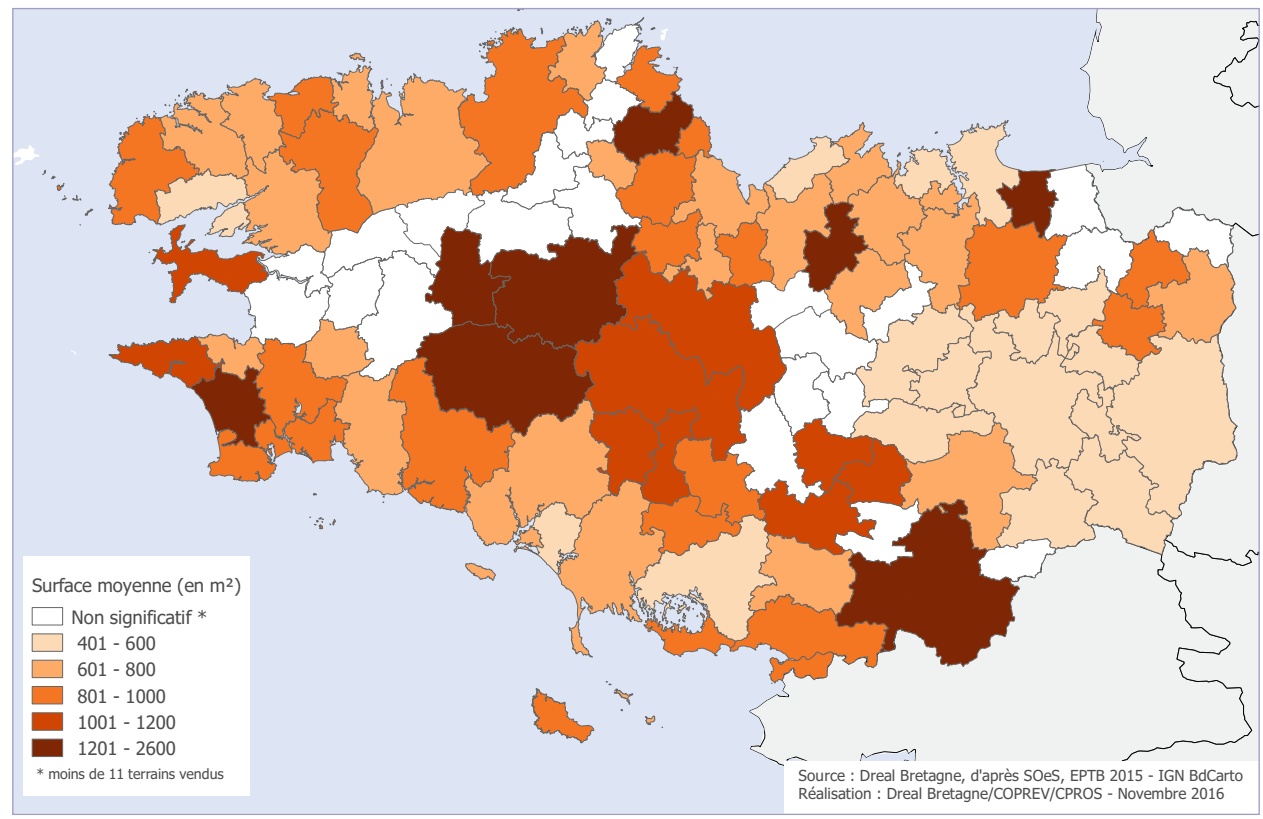 Surface moyenne (en m²)
Non significatif *
401 - 600
601 - 800
801 - 1000
1001 - 1200
1201 - 2600
* moins de 11 terrains vendus
Source : Dreal Bretagne, d'après SOeS, EPTB 2015 - IGN BdCarto
Réalisation : Dreal Bretagne/COPREV/CPROS - Novembre 2016